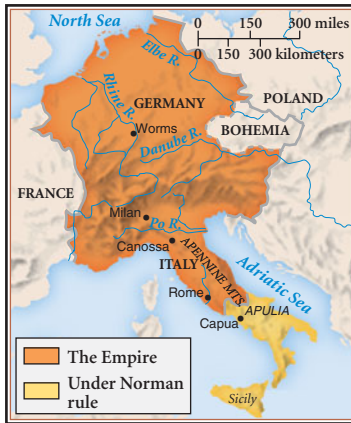 North Sea
0 150 300 miles
0 150 300 kilometers
Elbe R.
Rhine R.
GERMANY
POLAND
Worms
BOHEMIA
Danube R.
FRANCE
Milan
Po R.
Canossa
APENNINE MTS.
ITALY
Adriatic Sea
Rome
APULIA
Capua
The Empire
Under Norman
rule
Sicily